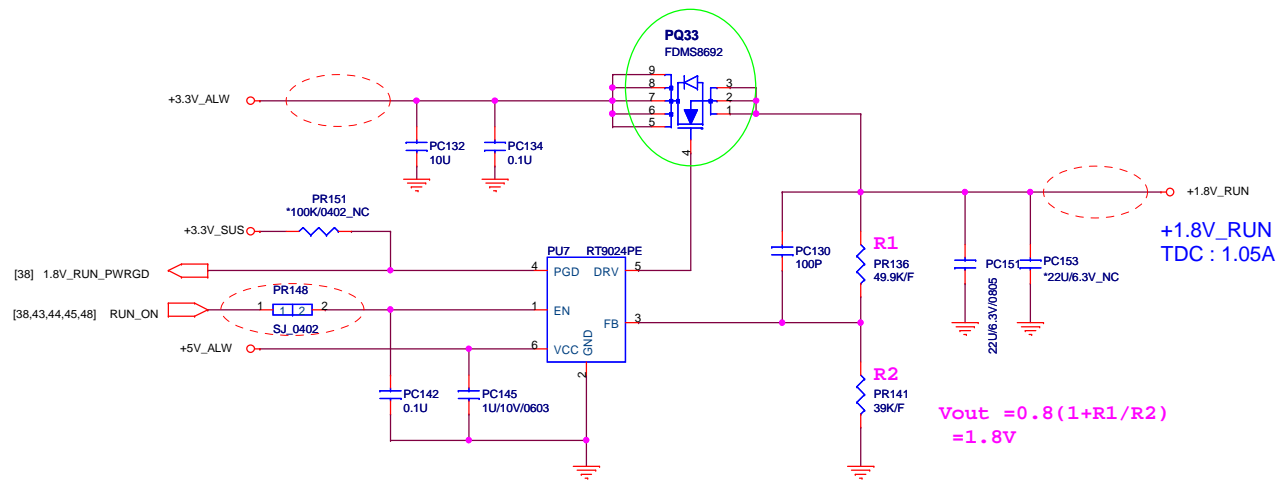 PQ33
FDMS8692
9
8
7
6
5
3
2
1
4
+3.3V_ALW
PC132
10U
PC134
0.1U
PR151
*100K/0402_NC
+3.3V_SUS
[38] 1.8V_RUN_PWRGD
PR148
1
1 2
2
SJ_0402
[38,43,44,45,48] RUN_ON
+5V_ALW
PC142
0.1U
PC145
1U/10V/0603
PU7 RT9024PE
4 PGD DRV 5
1 EN
FB 3
6 VCC GND
2
PC130
100P
R1
PR136
49.9K/F
R2
PR141
39K/F
PC151
22U/6.3V/0805
PC153
*22U/6.3V_NC
+1.8V_RUN
+1.8V_RUN
TDC : 1.05A
Vout =0.8(1+R1/R2)
=1.8V